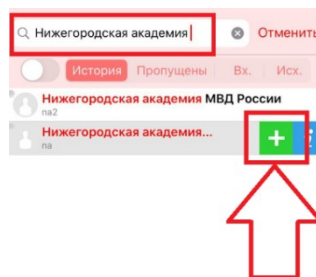 Нижегородская академия Отменить
История Пропущены Вх. Исх.
Нижегородская академия МВД России
na2
Нижегородская академия...
na